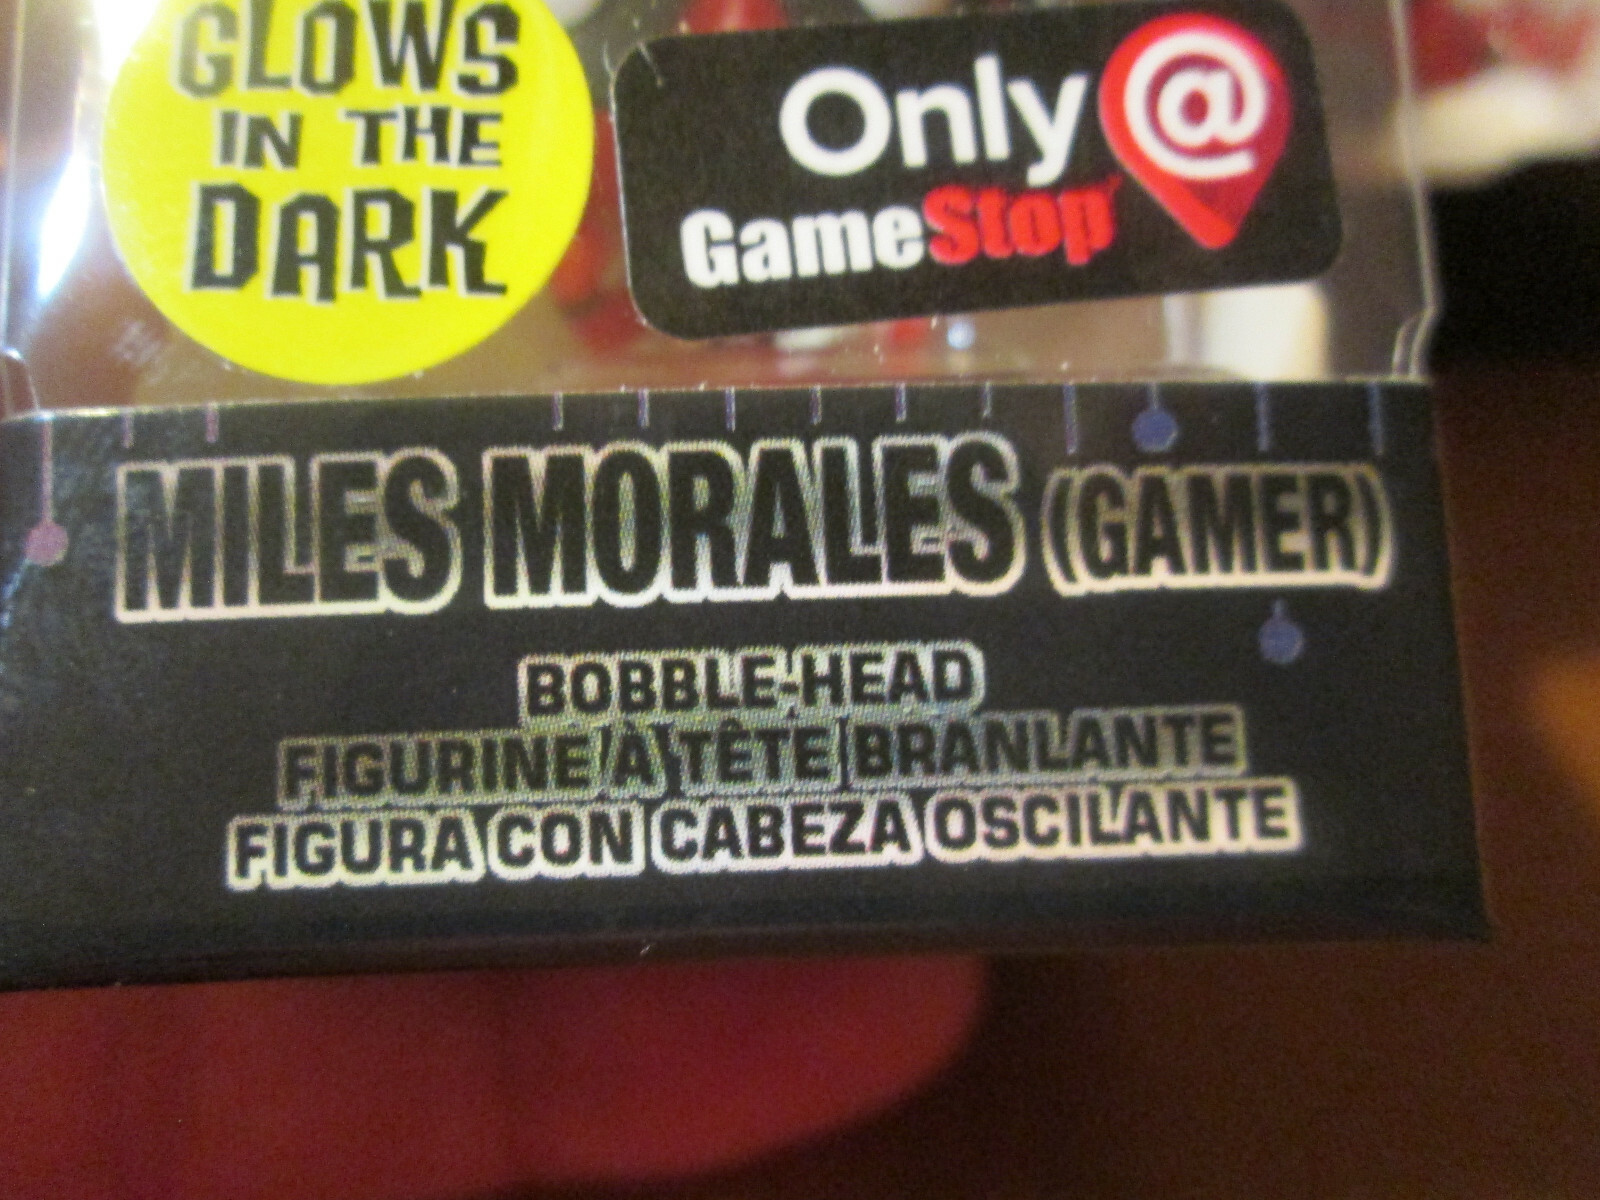 GLOWS
IN THE
DARK
Only @
GameStop
MILES MORALES (GAMER)
BOBBLE-HEAD
FIGURINE À TÊTE BRANLANTE
FIGURA CON CABEZA OSCILANTE